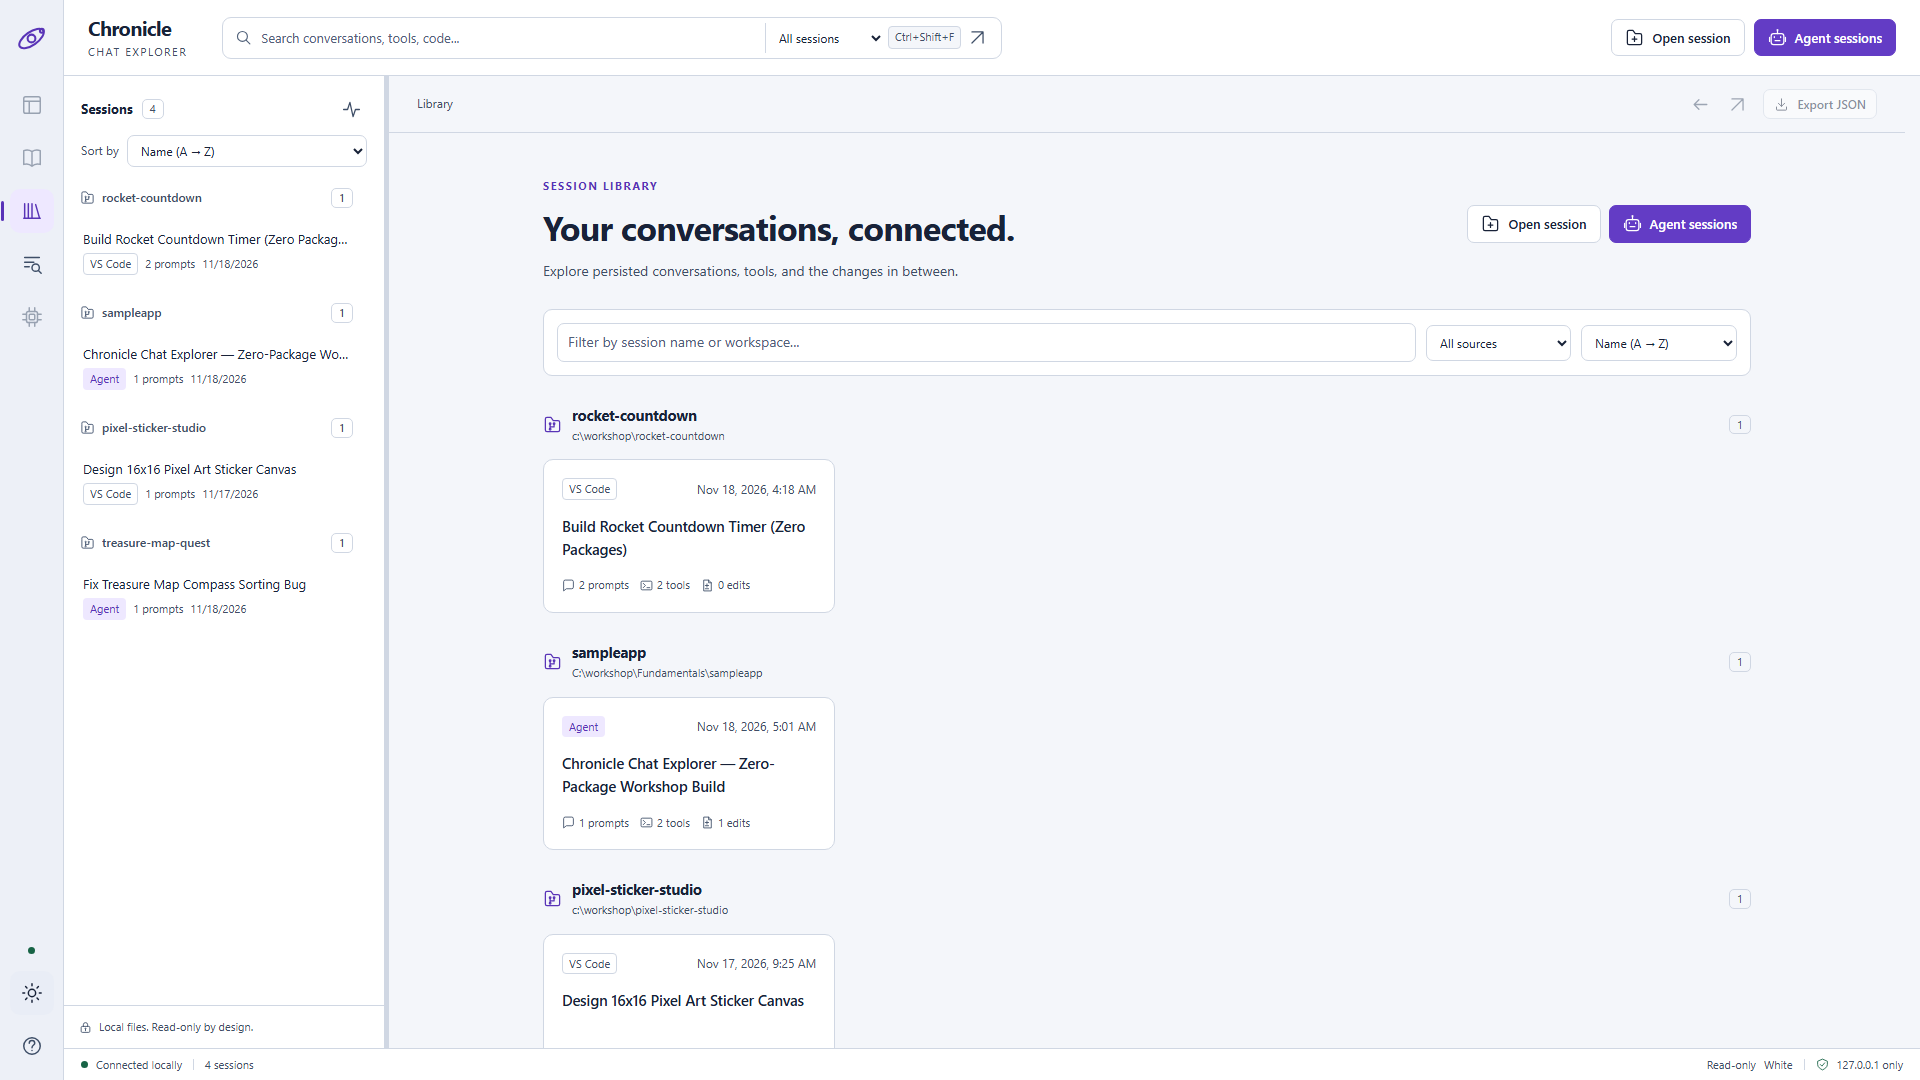 Chronicle
CHAT EXPLORER
Search conversations, tools, code...
All sessions
Ctrl+Shift+F
Open session
Agent sessions
Sessions
4
Sort by
Name (A → Z)
rocket-countdown
1
Build Rocket Countdown Timer (Zero Packag...
VS Code 2 prompts 11/18/2026
sampleapp
1
Chronicle Chat Explorer — Zero-Package Wo...
Agent 1 prompts 11/18/2026
pixel-sticker-studio
1
Design 16x16 Pixel Art Sticker Canvas
VS Code 1 prompts 11/17/2026
treasure-map-quest
1
Fix Treasure Map Compass Sorting Bug
Agent 1 prompts 11/18/2026
Local files. Read-only by design.
Library
Export JSON
SESSION LIBRARY
Your conversations, connected.
Explore persisted conversations, tools, and the changes in between.
Open session
Agent sessions
Filter by session name or workspace...
All sources
Name (A → Z)
rocket-countdown
c:\workshop\rocket-countdown
1
VS Code
Nov 18, 2026, 4:18 AM
Build Rocket Countdown Timer (Zero
Packages)
2 prompts 2 tools 0 edits
sampleapp
C:\workshop\Fundamentals\sampleapp
1
Agent
Nov 18, 2026, 5:01 AM
Chronicle Chat Explorer — Zero-
Package Workshop Build
1 prompts 2 tools 1 edits
pixel-sticker-studio
c:\workshop\pixel-sticker-studio
1
VS Code
Nov 17, 2026, 9:25 AM
Design 16x16 Pixel Art Sticker Canvas
Connected locally
4 sessions
Read-only White
127.0.0.1 only